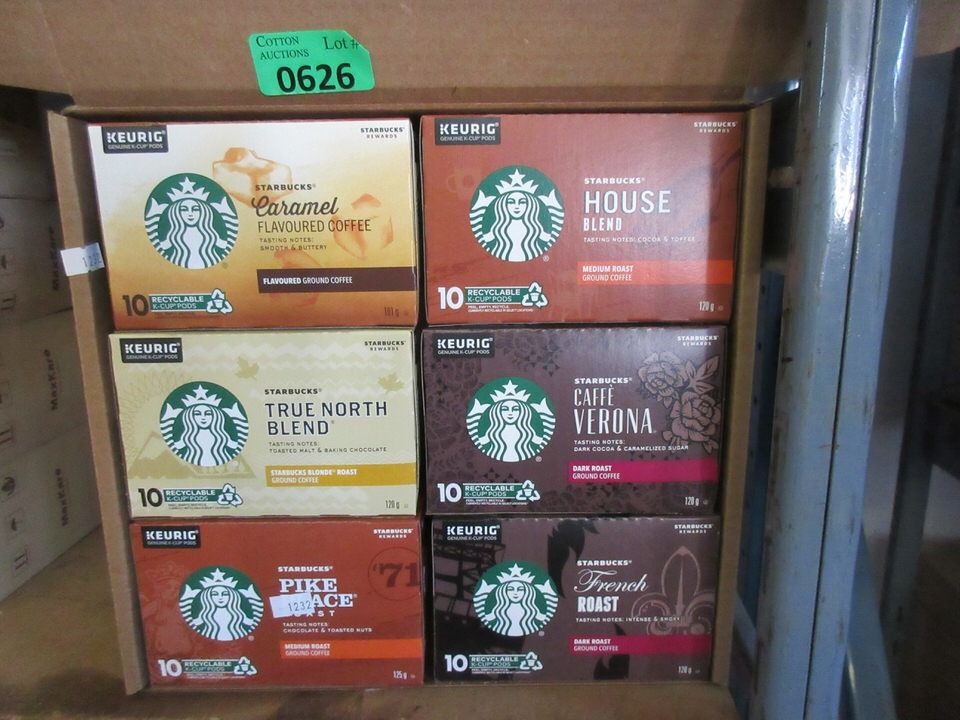 COTTON AUCTIONS Lot #
0626
KEURIG®
GENUINE K-CUP® PODS
STARBUCKS®
REWARDS
STARBUCKS®
Caramel
FLAVOURED COFFEE
TASTING NOTES:
SMOOTH & BUTTERY
FLAVOURED GROUND COFFEE
10 RECYCLABLE
K-CUP® PODS
KEURIG®
GENUINE K-CUP® PODS
STARBUCKS®
REWARDS
STARBUCKS®
HOUSE
BLEND
TASTING NOTES: COCOA & TOFFEE
MEDIUM ROAST
GROUND COFFEE
10 RECYCLABLE
K-CUP® PODS
120 g
KEURIG®
GENUINE K-CUP® PODS
STARBUCKS®
REWARDS
STARBUCKS®
TRUE NORTH
BLEND®
TASTING NOTES:
TOASTED MALT & BAKING CHOCOLATE
STARBUCKS BLONDE® ROAST
GROUND COFFEE
10 RECYCLABLE
K-CUP® PODS
120 g
KEURIG®
GENUINE K-CUP® PODS
STARBUCKS®
REWARDS
STARBUCKS®
CAFFÈ
VERONA
TASTING NOTES:
DARK COCOA & CARAMELIZED SUGAR
DARK ROAST
GROUND COFFEE
10 RECYCLABLE
K-CUP® PODS
120 g
KEURIG®
GENUINE K-CUP® PODS
STARBUCKS®
REWARDS
'71
STARBUCKS®
PIKE
1232
TASTING NOTES:
CHOCOLATE & TOASTED NUTS
MEDIUM ROAST
GROUND COFFEE
10 RECYCLABLE
K-CUP® PODS
125 g
KEURIG®
GENUINE K-CUP® PODS
STARBUCKS®
REWARDS
STARBUCKS®
French
ROAST
TASTING NOTES: INTENSE & SMOKY
DARK ROAST
GROUND COFFEE
10 RECYCLABLE
K-CUP® PODS
120 g
MaxKare
MaxKare